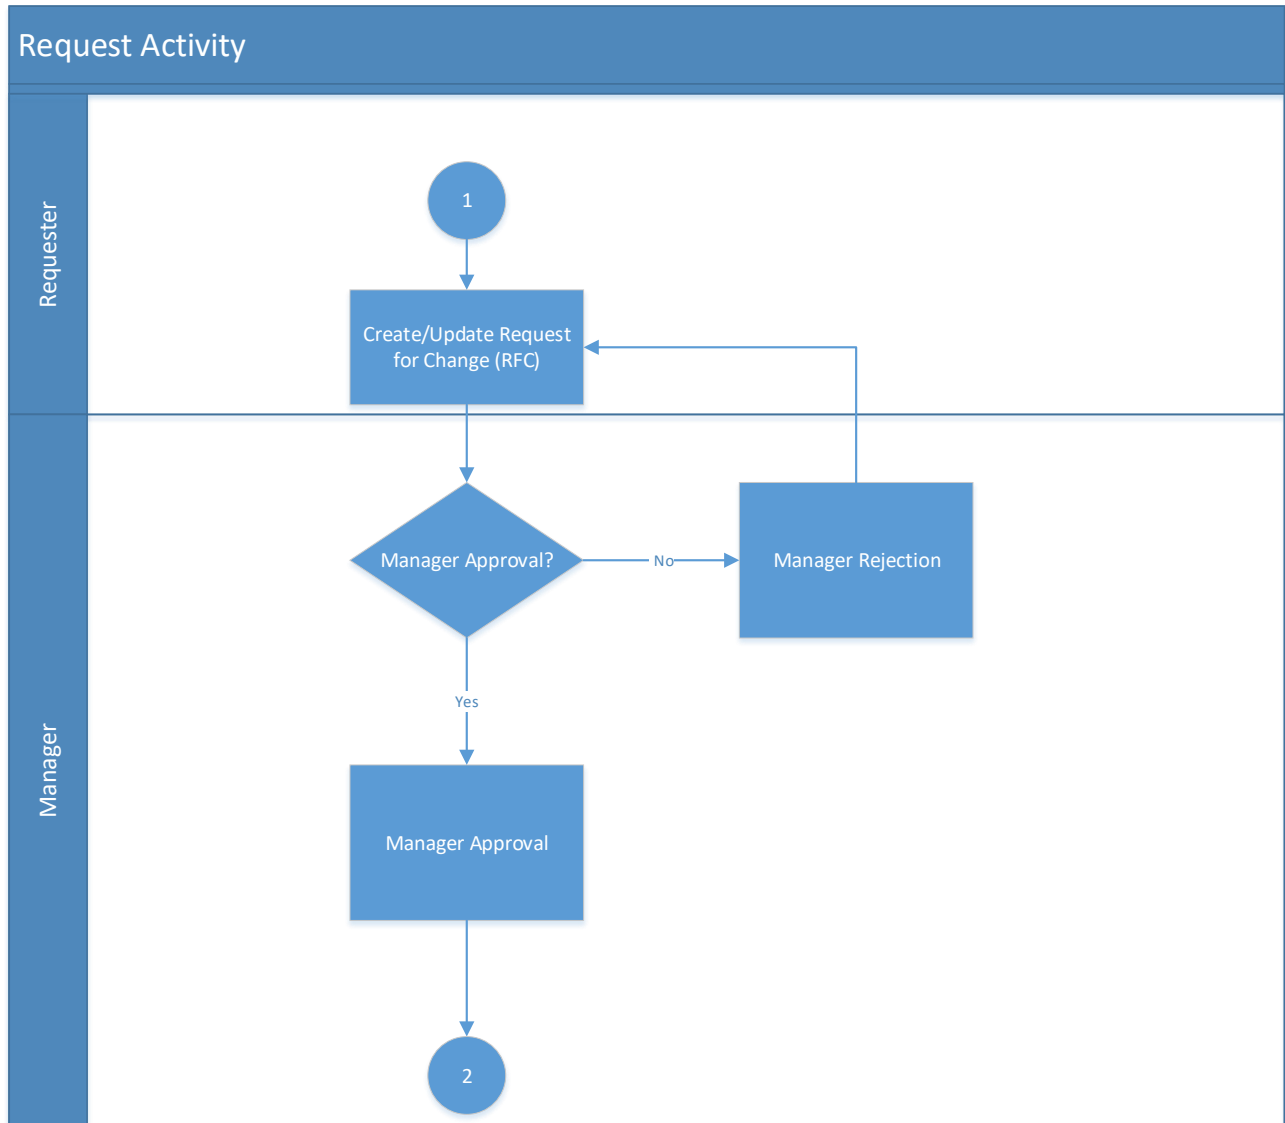 Request Activity
Requester
1
Create/Update Request
for Change (RFC)
Manager
Manager Approval?
No
Manager Rejection
Yes
Manager Approval
2